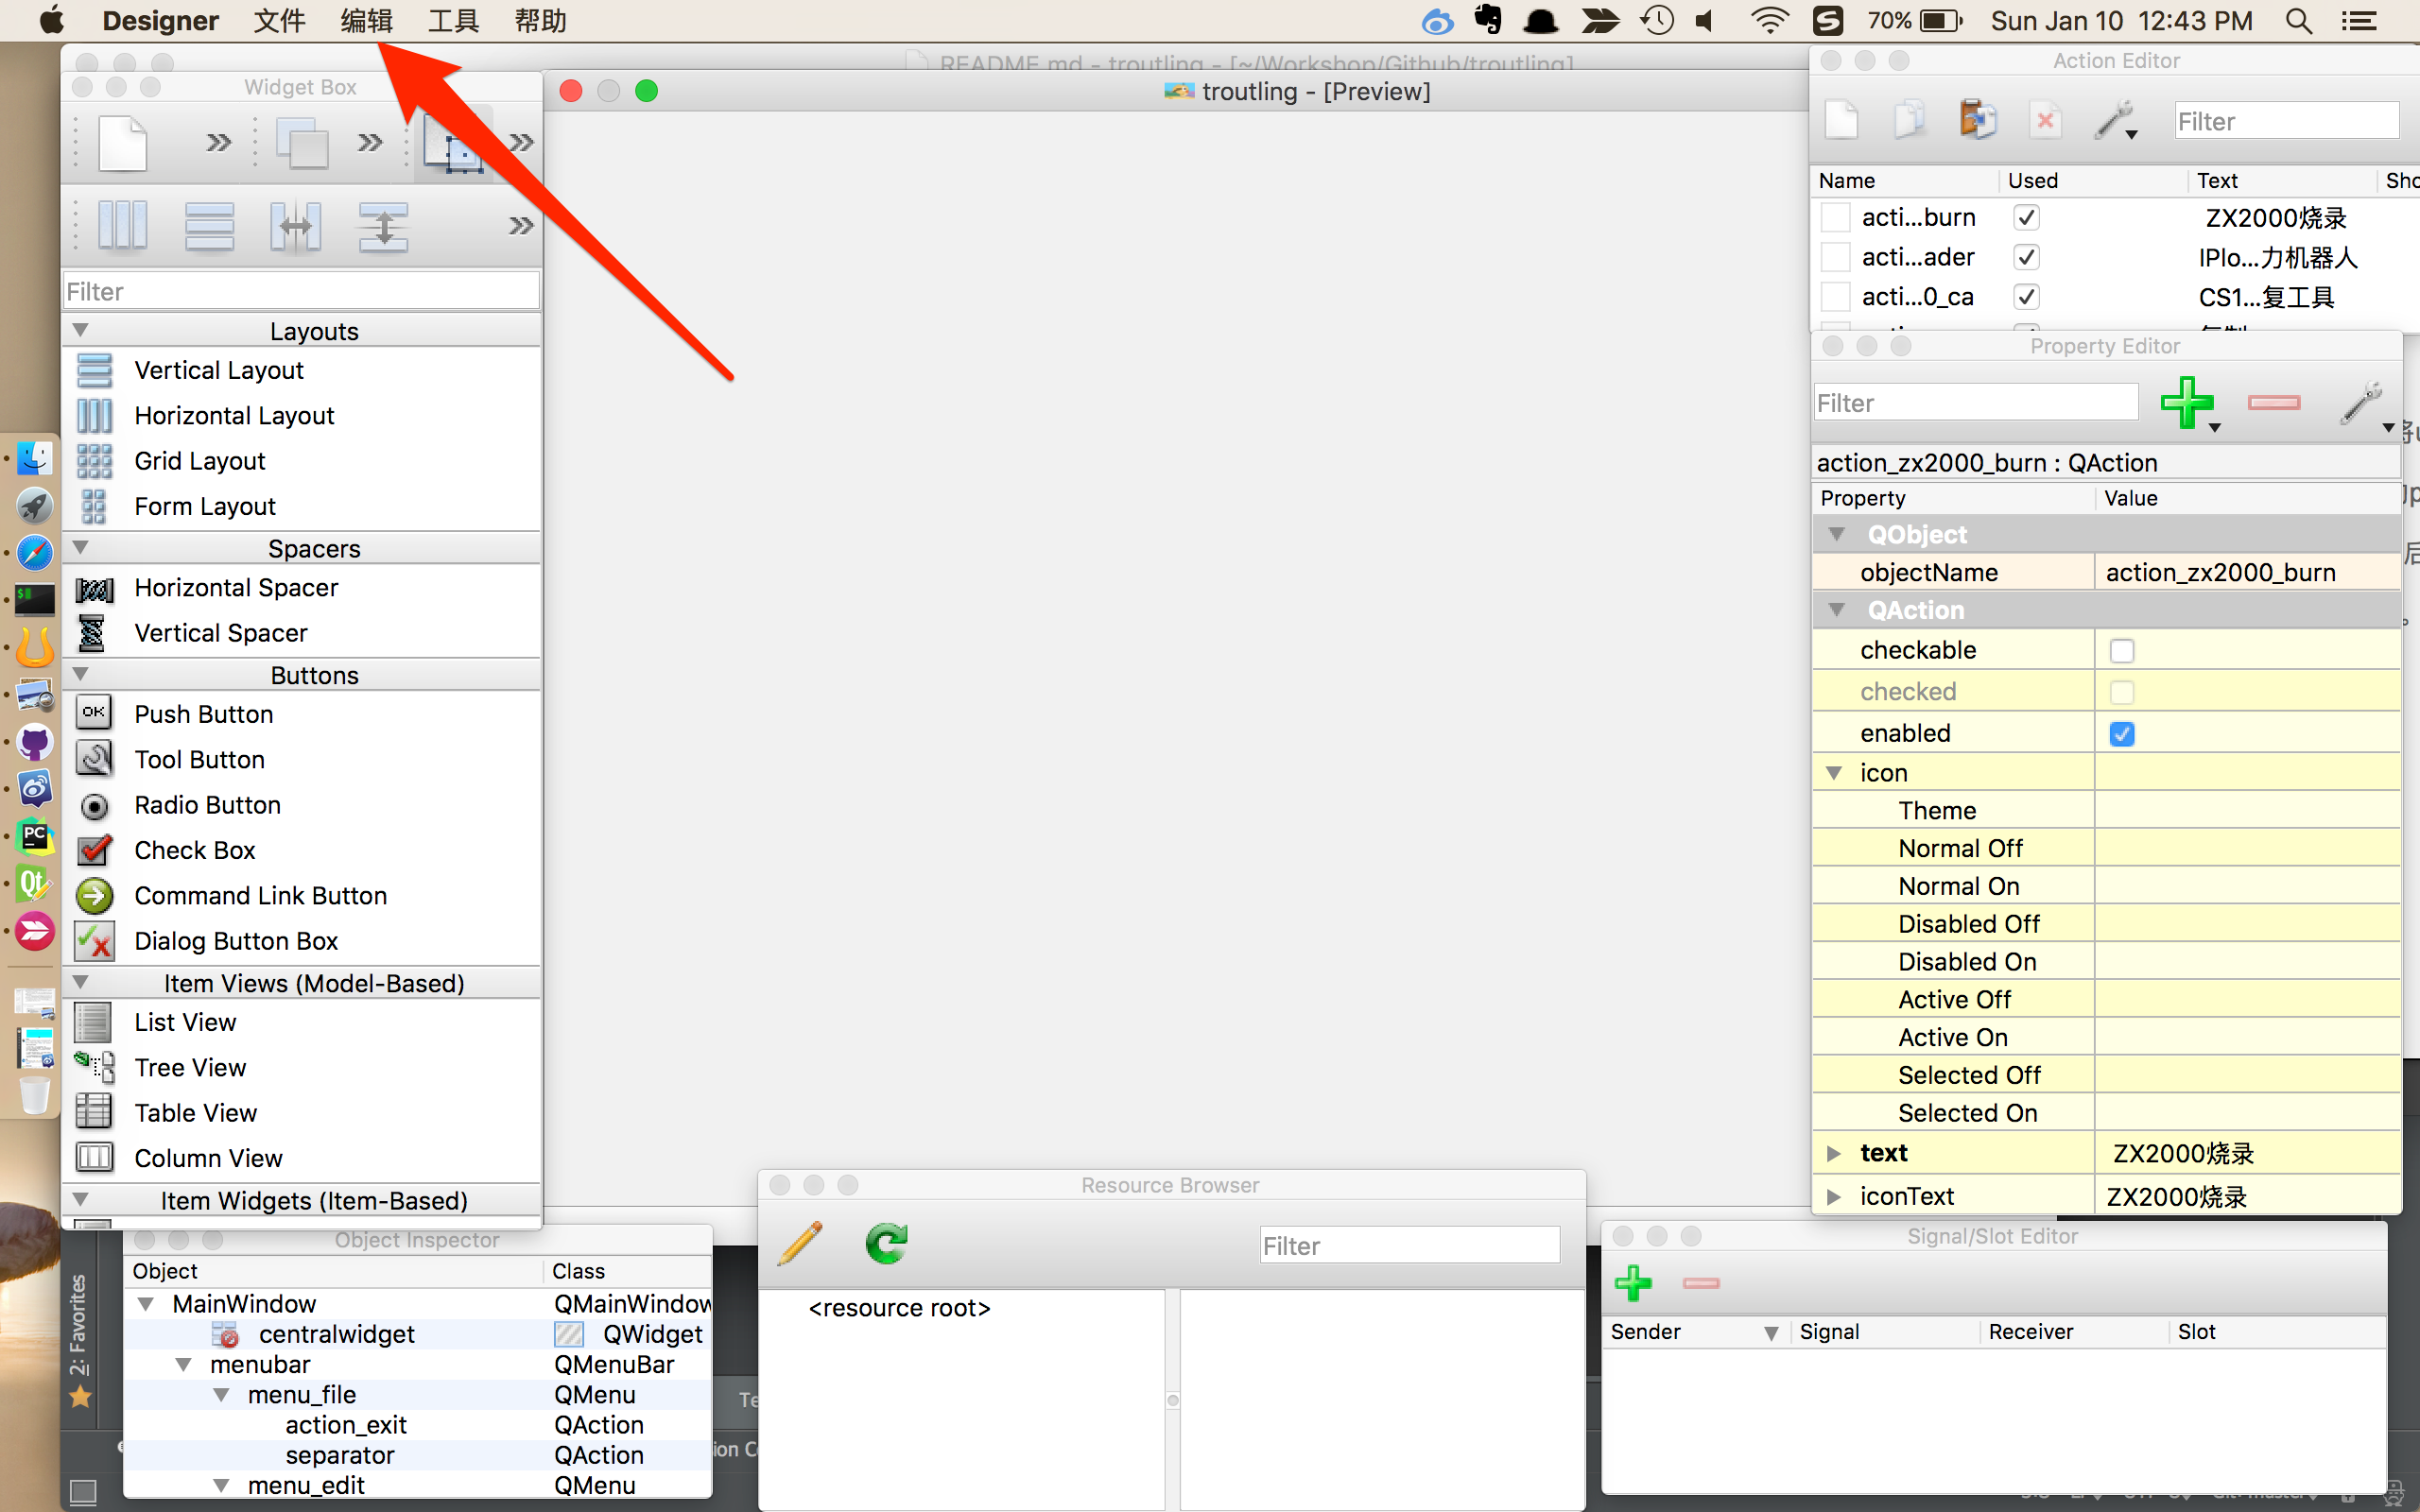 Designer 文件 编辑 工具 帮助
70% Sun Jan 10 12:43 PM
README.md - troutling - [~/Workshop/Github/troutling]
Widget Box
troutling - [Preview]
Filter
Layouts
Vertical Layout
Horizontal Layout
Grid Layout
Form Layout
Spacers
Horizontal Spacer
Vertical Spacer
Buttons
OK
Push Button
Tool Button
Radio Button
Check Box
Command Link Button
Dialog Button Box
Item Views (Model-Based)
List View
Tree View
Table View
Column View
Item Widgets (Item-Based)
Action Editor
Filter
Name Used Text Sho
acti...burn ZX2000烧录
acti...ader IPlo...力机器人
acti...0_ca CS1...复工具
Property Editor
Filter
action_zx2000_burn : QAction
Property Value
QObject
objectName action_zx2000_burn
QAction
checkable
checked
enabled
icon
Theme
Normal Off
Normal On
Disabled Off
Disabled On
Active Off
Active On
Selected Off
Selected On
text ZX2000烧录
iconText ZX2000烧录
PC
Qt
2: Favorites
Object Inspector
Object Class
MainWindow QMainWindow
centralwidget QWidget
menubar QMenuBar
menu_file QMenu
action_exit QAction
separator QAction
menu_edit QMenu
Resource Browser
Filter
<resource root>
Signal/Slot Editor
Sender Signal Receiver Slot